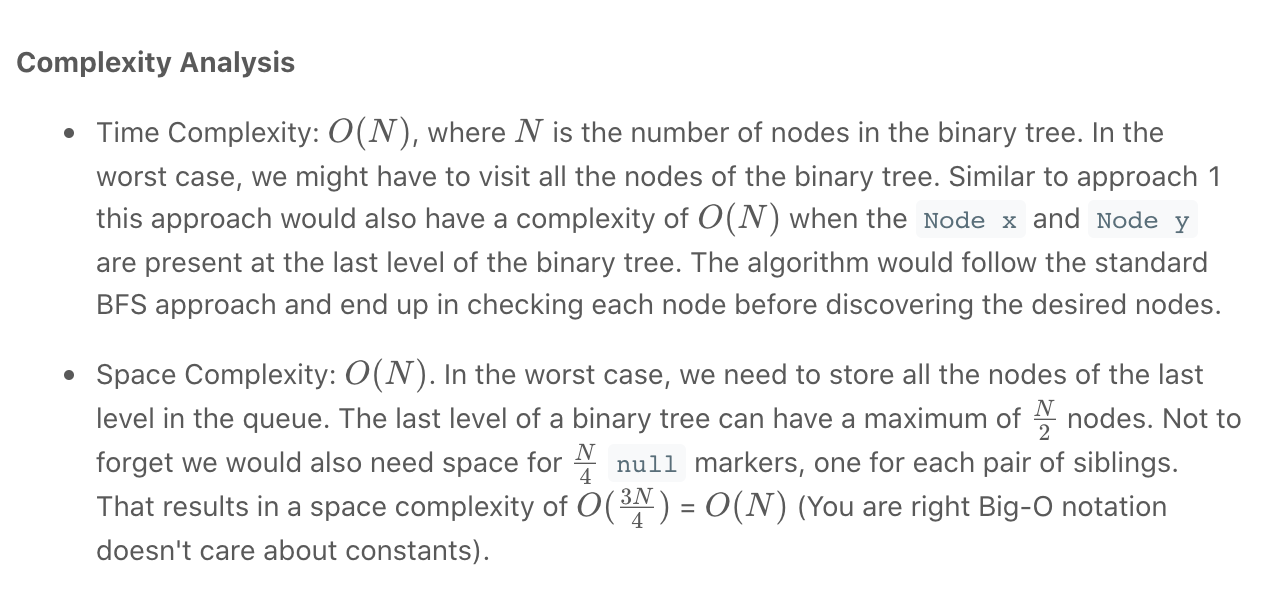 Complexity Analysis
• Time Complexity: O(N), where N is the number of nodes in the binary tree. In the
worst case, we might have to visit all the nodes of the binary tree. Similar to approach 1
this approach would also have a complexity of O(N) when the Node x and Node y
are present at the last level of the binary tree. The algorithm would follow the standard
BFS approach and end up in checking each node before discovering the desired nodes.
• Space Complexity: O(N). In the worst case, we need to store all the nodes of the last
level in the queue. The last level of a binary tree can have a maximum of N/2 nodes. Not to
forget we would also need space for N/4 null markers, one for each pair of siblings.
That results in a space complexity of O(3N/4) = O(N) (You are right Big-O notation
doesn't care about constants).